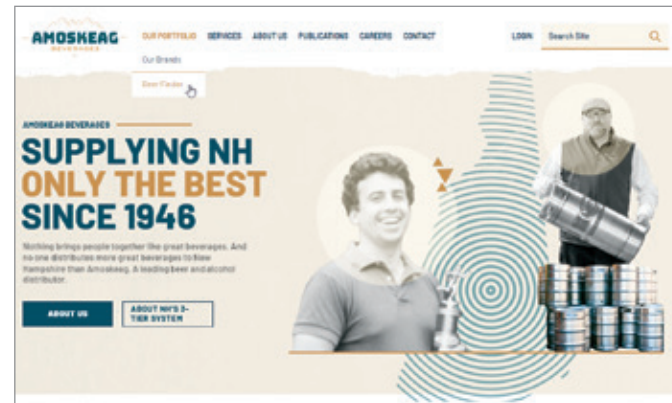 AMOSKEAG
BEVERAGES
OUR PORTFOLIO SERVICES ABOUT US PUBLICATIONS CAREERS CONTACT LOGIN Search Site
Our Brands
Beer Finder
AMOSKEAG BEVERAGES
SUPPLYING NH
ONLY THE BEST
SINCE 1946
Nothing brings people together like great beverages. And
no one distributes more great beverages to New
Hampshire than Amoskeag. A leading beer and alcohol
distributor.
ABOUT US
ABOUT NH'S 3-
TIER SYSTEM